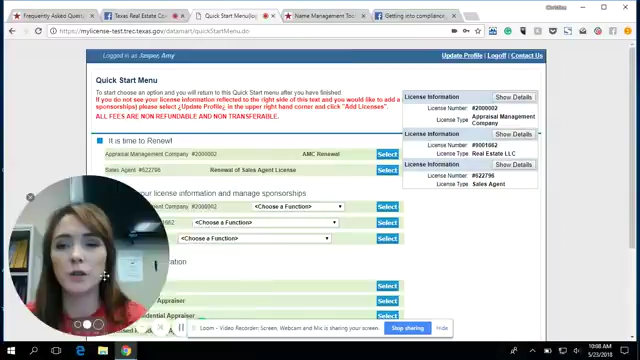 Frequently Asked Quest
Texas Real Estate Co
Quick Start Menu(log
Name Management Too
Getting into complianc
https://mylicense-test.trec.texas.gov/datamart/quickStartMenu.do
Logged in as Jasper, Amy
Update Profile | Logoff | Contact Us
Quick Start Menu
To start choose an option and you will return to this Quick Start menu after you have finished
If you do not see your license information reflected to the right side of this text and you would like to add a
sponsorships) please select ¿Update Profile¿ in the upper right hand corner and click "Add Licenses".
ALL FEES ARE NON REFUNDABLE AND NON TRANSFERABLE.
License Information
Show Details
License Number: #2000002
License Type: Appraisal Management Company
License Information
Show Details
License Number: #9001662
License Type: Real Estate LLC
License Information
Show Details
License Number: #622796
License Type: Sales Agent
It is time to Renew!
Appraisal Management Company #2000002 AMC Renewal Select
Sales Agent #622796 Renewal of Sales Agent License Select
your license information and manage sponsorships
#2000002 <Choose a Function> Select
1662 <Choose a Function> Select
<Choose a Function> Select
Select
Appraiser Select
sidential Appraiser Select
Loom - Video Recorder: Screen, Webcam and Mic is sharing your screen.
Stop sharing
Hide
10:08 AM
5/23/2018